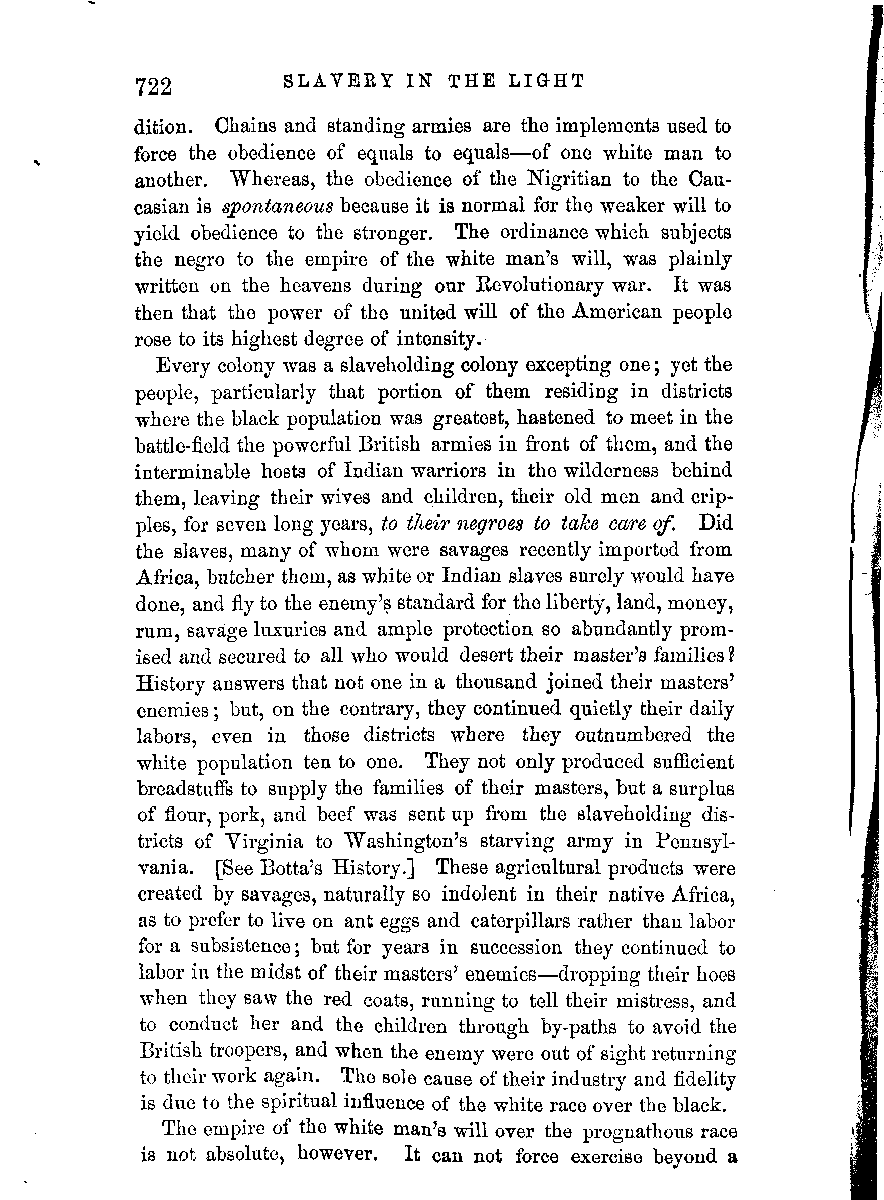 722 SLAVERY IN THE LIGHT
dition. Chains and standing armies are the implements used to
force the obedience of equals to equals—of one white man to
another. Whereas, the obedience of the Nigritian to the Cau-
casian is spontaneous because it is normal for the weaker will to
yield obedience to the stronger. The ordinance which subjects
the negro to the empire of the white man's will, was plainly
written on the heavens during our Revolutionary war. It was
then that the power of the united will of the American people
rose to its highest degree of intensity.
Every colony was a slaveholding colony excepting one; yet the
people, particularly that portion of them residing in districts
where the black population was greatest, hastened to meet in the
battle-field the powerful British armies in front of them, and the
interminable hosts of Indian warriors in the wilderness behind
them, leaving their wives and children, their old men and crip-
ples, for seven long years, to their negroes to take care of. Did
the slaves, many of whom were savages recently imported from
Africa, butcher them, as white or Indian slaves surely would have
done, and fly to the enemy's standard for the liberty, land, money,
rum, savage luxuries and ample protection so abundantly prom-
ised and secured to all who would desert their master's families?
History answers that not one in a thousand joined their masters'
enemies; but, on the contrary, they continued quietly their daily
labors, even in those districts where they outnumbered the
white population ten to one. They not only produced sufficient
breadstuffs to supply the families of their masters, but a surplus
of flour, pork, and beef was sent up from the slaveholding dis-
tricts of Virginia to Washington's starving army in Pennsyl-
vania. [See Botta's History.] These agricultural products were
created by savages, naturally so indolent in their native Africa,
as to prefer to live on ant eggs and caterpillars rather than labor
for a subsistence; but for years in succession they continued to
labor in the midst of their masters' enemies—dropping their hoes
when they saw the red coats, running to tell their mistress, and
to conduct her and the children through by-paths to avoid the
British troopers, and when the enemy were out of sight returning
to their work again. The sole cause of their industry and fidelity
is due to the spiritual influence of the white race over the black.
The empire of the white man's will over the prognathous race
is not absolute, however. It can not force exercise beyond a